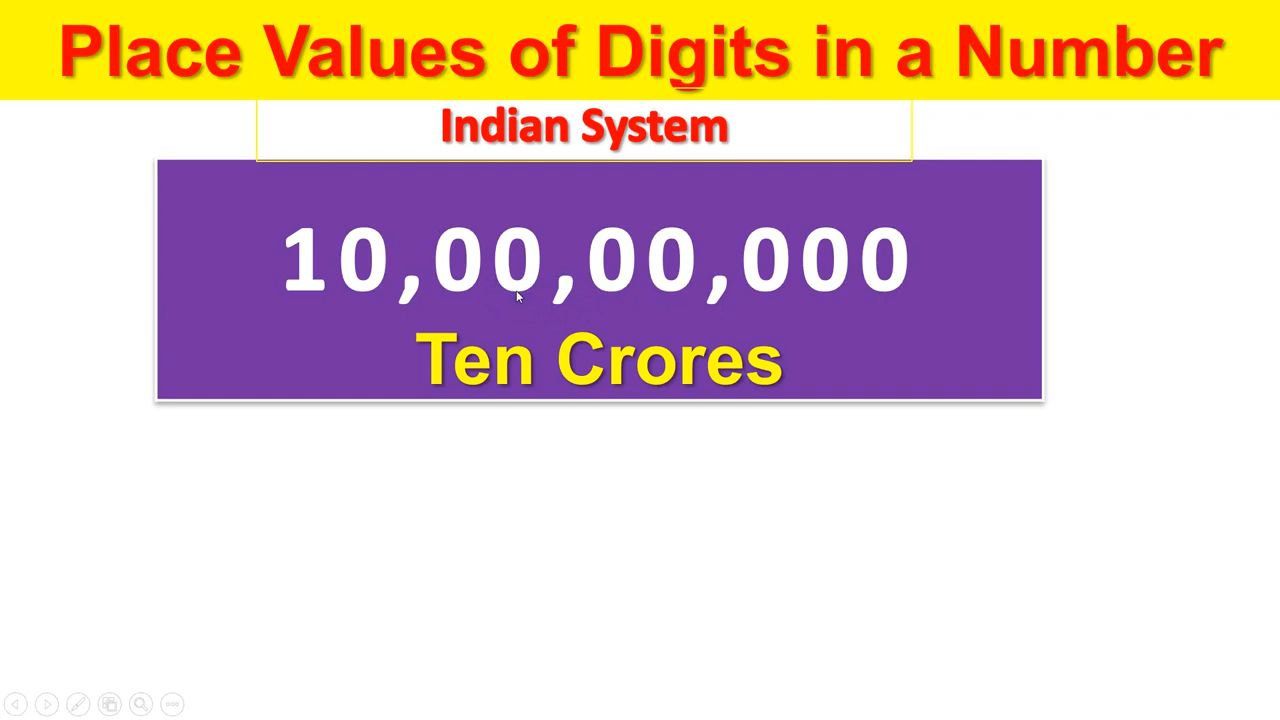 Place Values of Digits in a Number
Indian System
10,00,00,000
Ten Crores